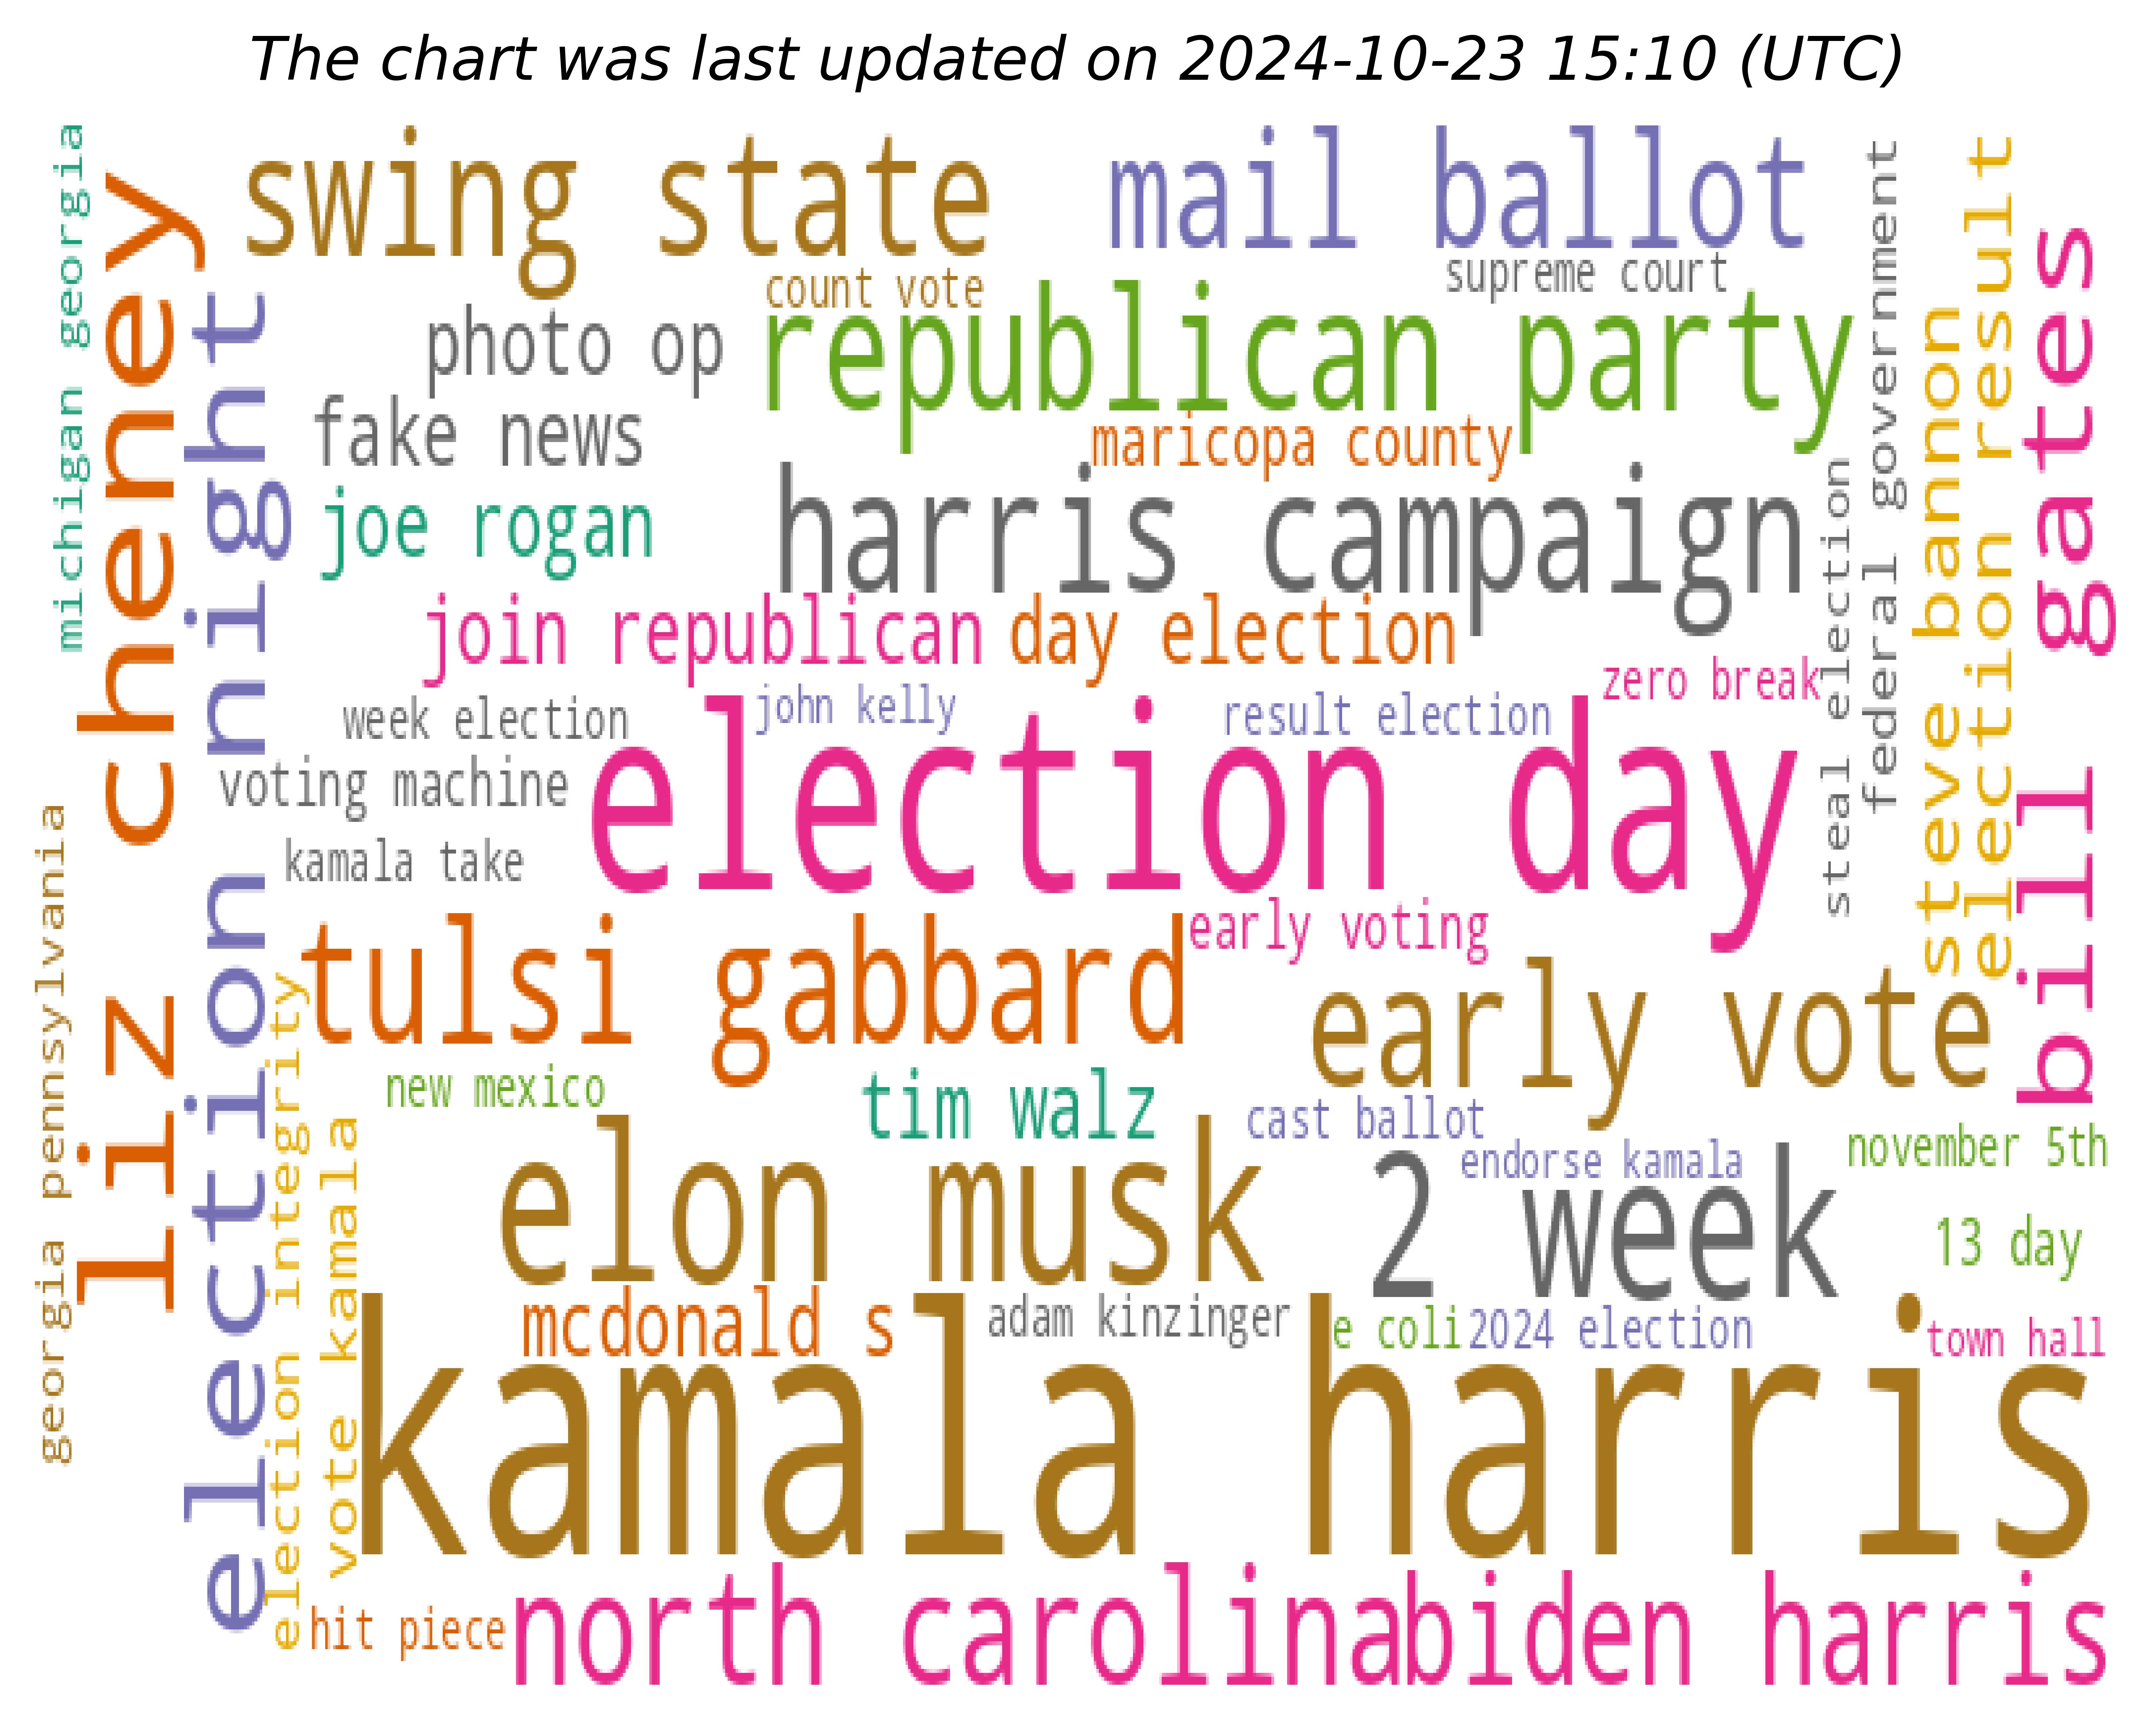 The chart was last updated on 2024-10-23 15:10 (UTC)
michigan georgia
liz cheney
election night
swing state
mail ballot
count vote
supreme court
photo op
republican party
fake news
maricopa county
joe rogan
harris campaign
join republican
day election
zero break
week election
john kelly
result election
voting machine
election day
kamala take
steal election
federal government
steve bannon
election result
bill gates
georgia pennsylvania
election integrity
vote kamala
tulsi gabbard
early voting
early vote
new mexico
tim walz
cast ballot
november 5th
elon musk
endorse kamala
2 week
13 day
mcdonald s
adam kinzinger
e coli
2024 election
town hall
kamala harris
hit piece
north carolina
biden harris